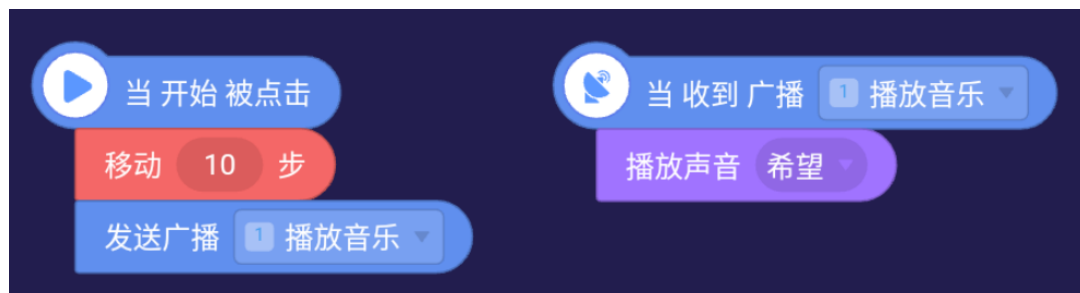 当 开始 被点击
移动 10 步
发送广播 1 播放音乐
当 收到 广播 1 播放音乐
播放声音 希望